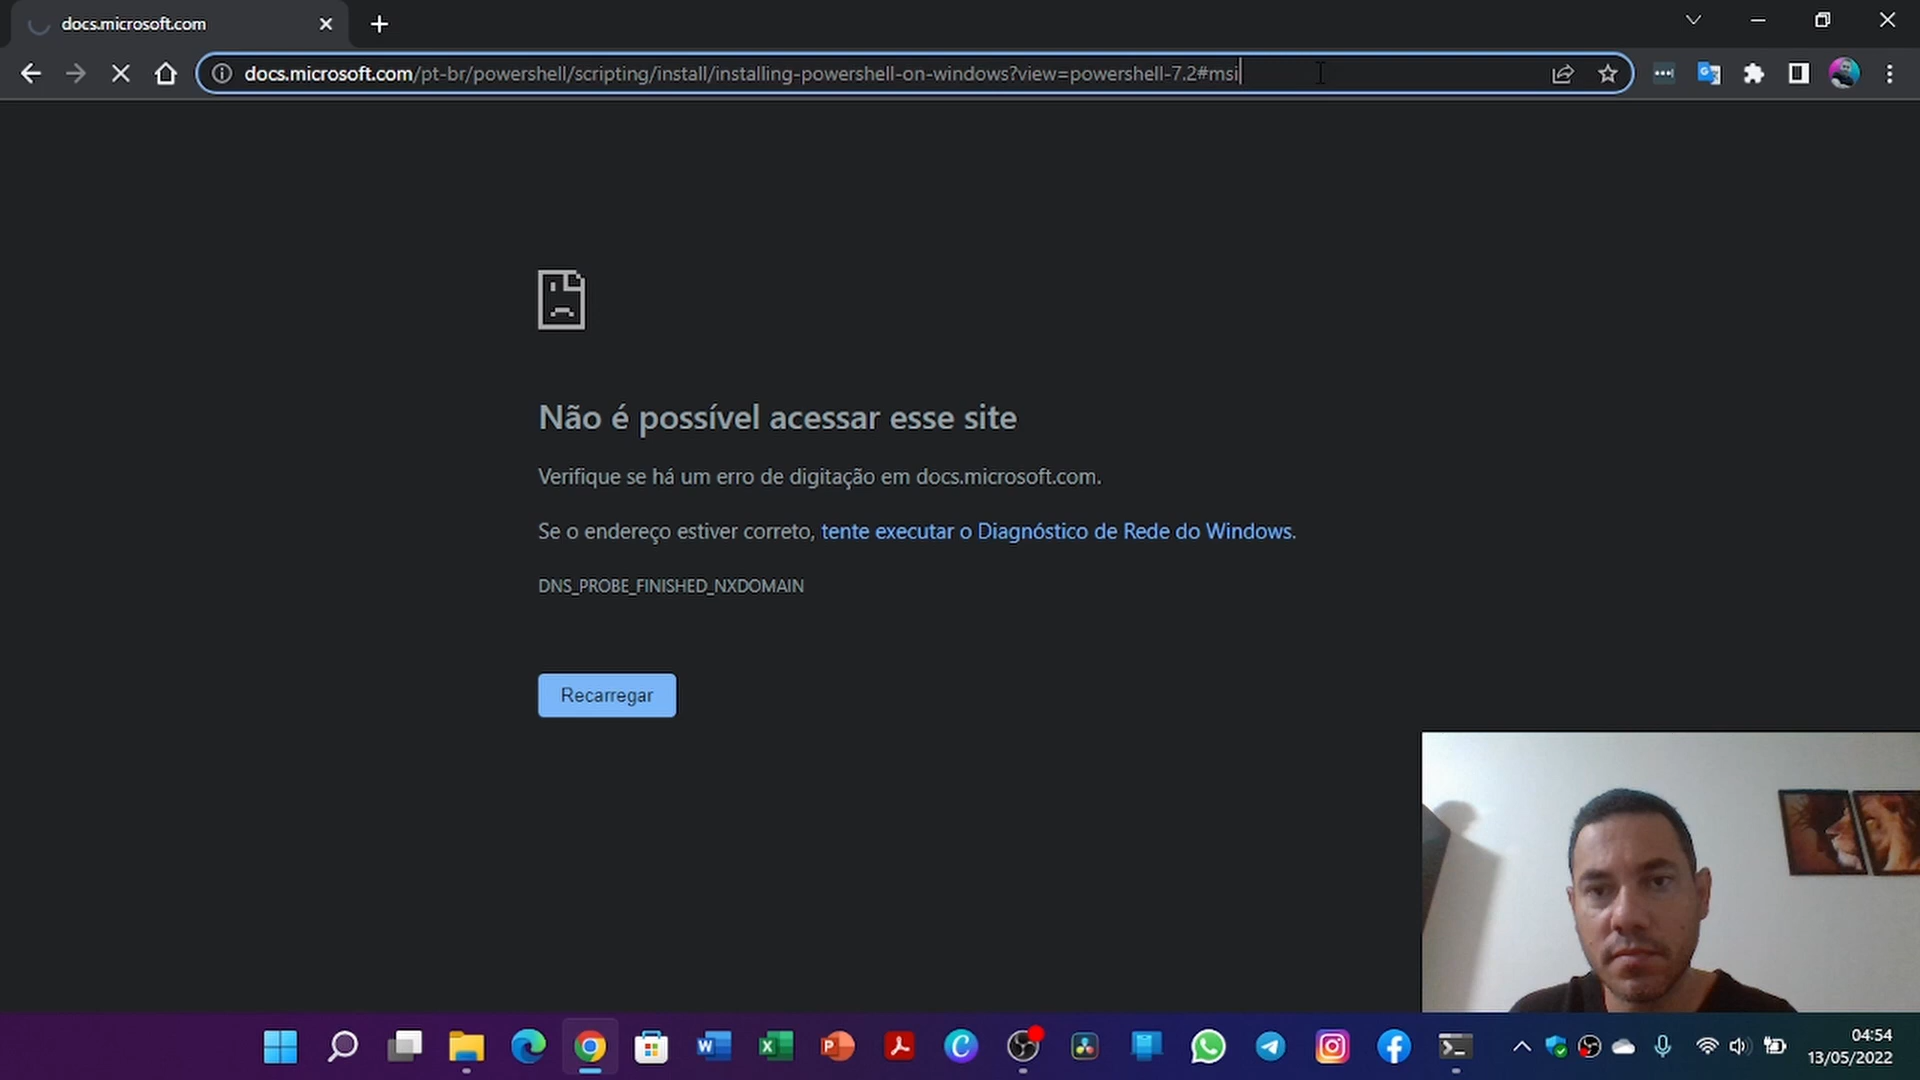 docs.microsoft.com
docs.microsoft.com/pt-br/powershell/scripting/install/installing-powershell-on-windows?view=powershell-7.2#msi
Não é possível acessar esse site
Verifique se há um erro de digitação em docs.microsoft.com.
Se o endereço estiver correto, tente executar o Diagnóstico de Rede do Windows.
DNS_PROBE_FINISHED_NXDOMAIN
Recarregar
04:54
13/05/2022